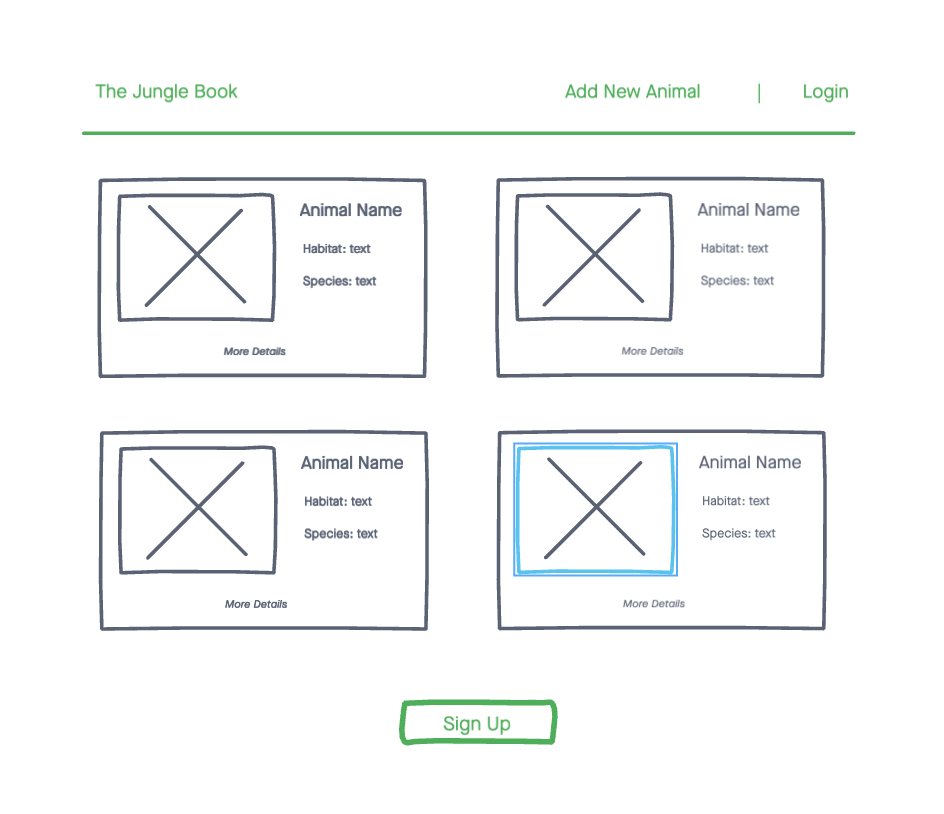 The Jungle Book
Add New Animal | Login
Animal Name
Habitat: text
Species: text
More Details
Animal Name
Habitat: text
Species: text
More Details
Animal Name
Habitat: text
Species: text
More Details
Animal Name
Habitat: text
Species: text
More Details
Sign Up